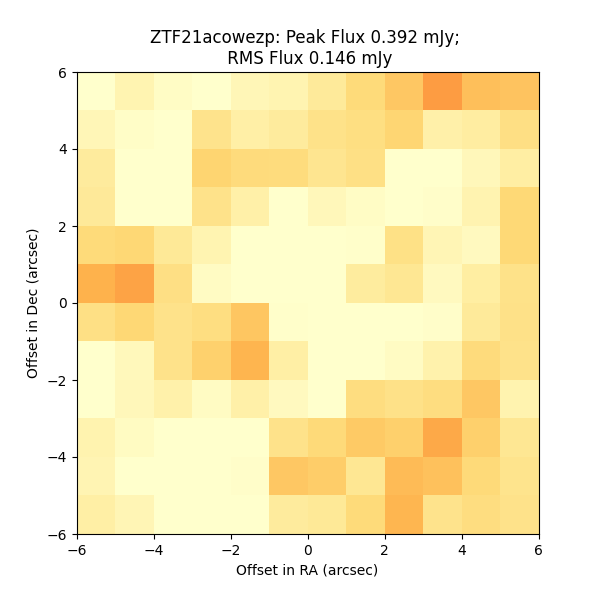 ZTF21acowezp: Peak Flux 0.392 mJy;
RMS Flux 0.146 mJy
6
4
2
0
−2
−4
−6
Offset in Dec (arcsec)
−6 −4 −2 0 2 4 6
Offset in RA (arcsec)